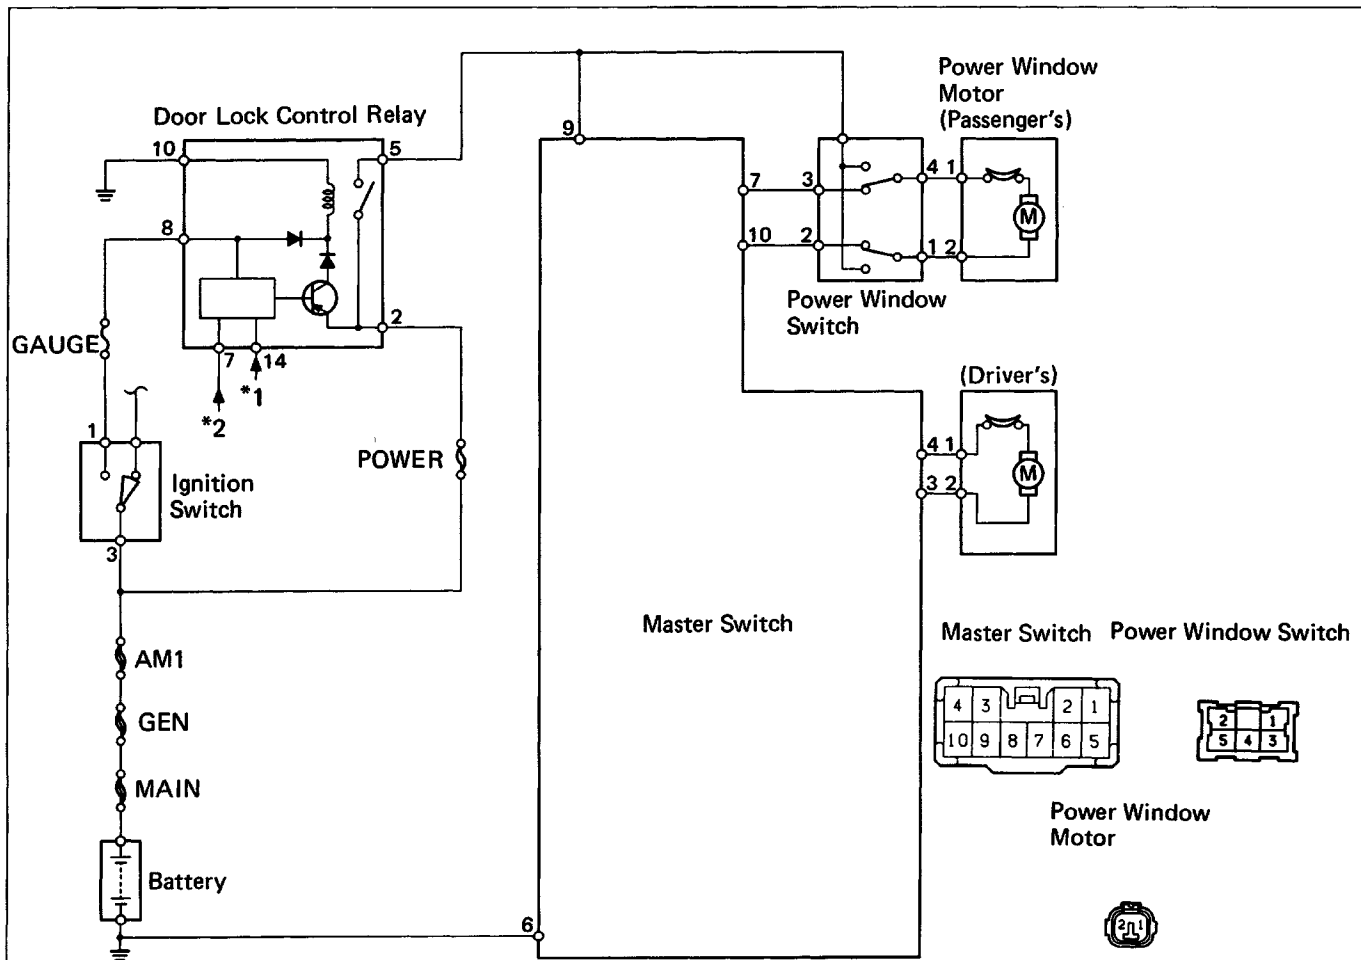 Power Window
Motor
(Passenger's)
Door Lock Control Relay
10
5
9
7
3
4 1
8
10
2
1 2
Power Window
Switch
2
GAUGE
7
14
*1
*2
(Driver's)
1
POWER
4 1
Ignition
Switch
M
M
3 2
3
Master Switch
Master Switch
Power Window Switch
AM1
4 3 2 1
10 9 8 7 6 5
2 1
5 4 3
GEN
MAIN
Power Window
Motor
Battery
6
2 1